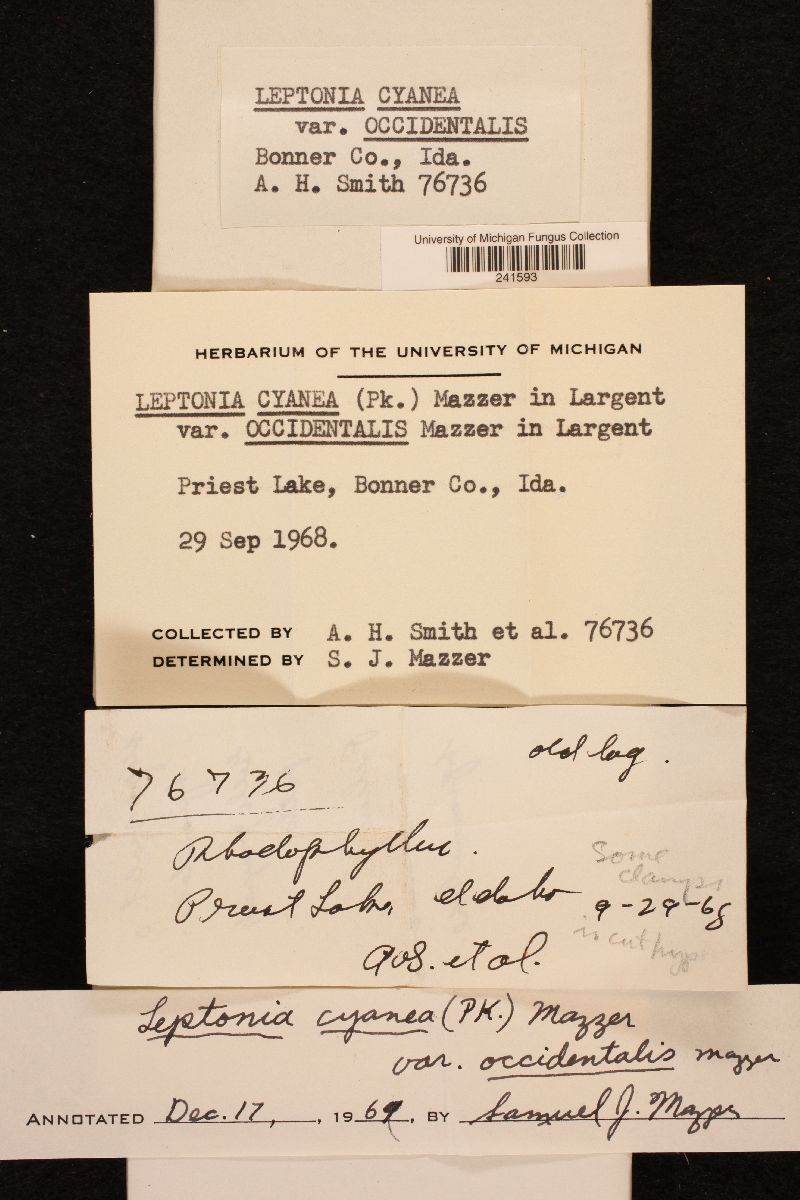 LEPTONIA CYANEA
var. OCCIDENTALIS
Bonner Co., Ida.
A. H. Smith 76736
University of Michigan Fungus Collection
241593
HERBARIUM OF THE UNIVERSITY OF MICHIGAN
LEPTONIA CYANEA (Pk.) Mazzer in Largent
var. OCCIDENTALIS Mazzer in Largent
Priest Lake, Bonner Co., Ida.
29 Sep 1968.
COLLECTED BY A. H. Smith et al. 76736
DETERMINED BY S. J. Mazzer
old log.
76736
Rhodophyllus.
Some
clamps
Priest Lake, Idaho 9-29-68
in cut hyp
et al.
Leptonia cyanea (PK.) Mazzer
var. occidentalis Mazzer
ANNOTATED Dec. 17, , 1969, BY Samuel J. Mazzer